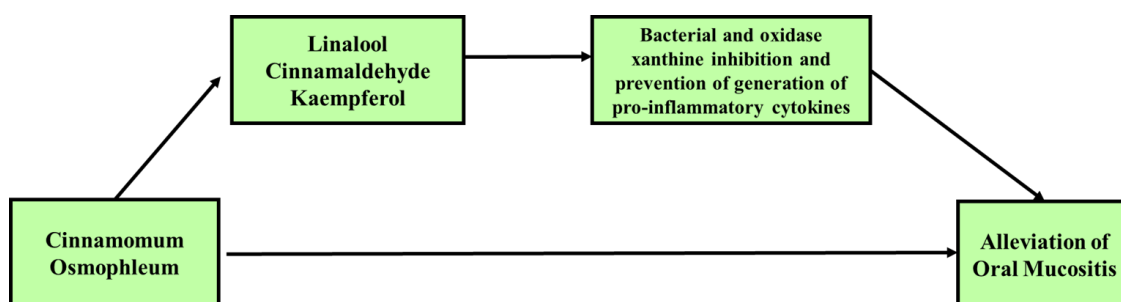 Linalool
Cinnamaldehyde
Kaempferol
Bacterial and oxidase
xanthine inhibition and
prevention of generation of
pro-inflammatory cytokines
Cinnamomum
Osmophleum
Alleviation of
Oral Mucositis